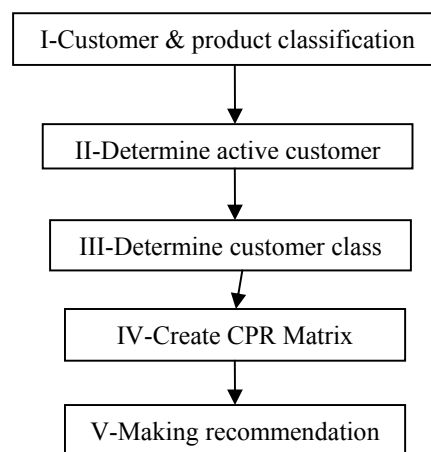 I-Customer & product classification
II-Determine active customer
III-Determine customer class
IV-Create CPR Matrix
V-Making recommendation